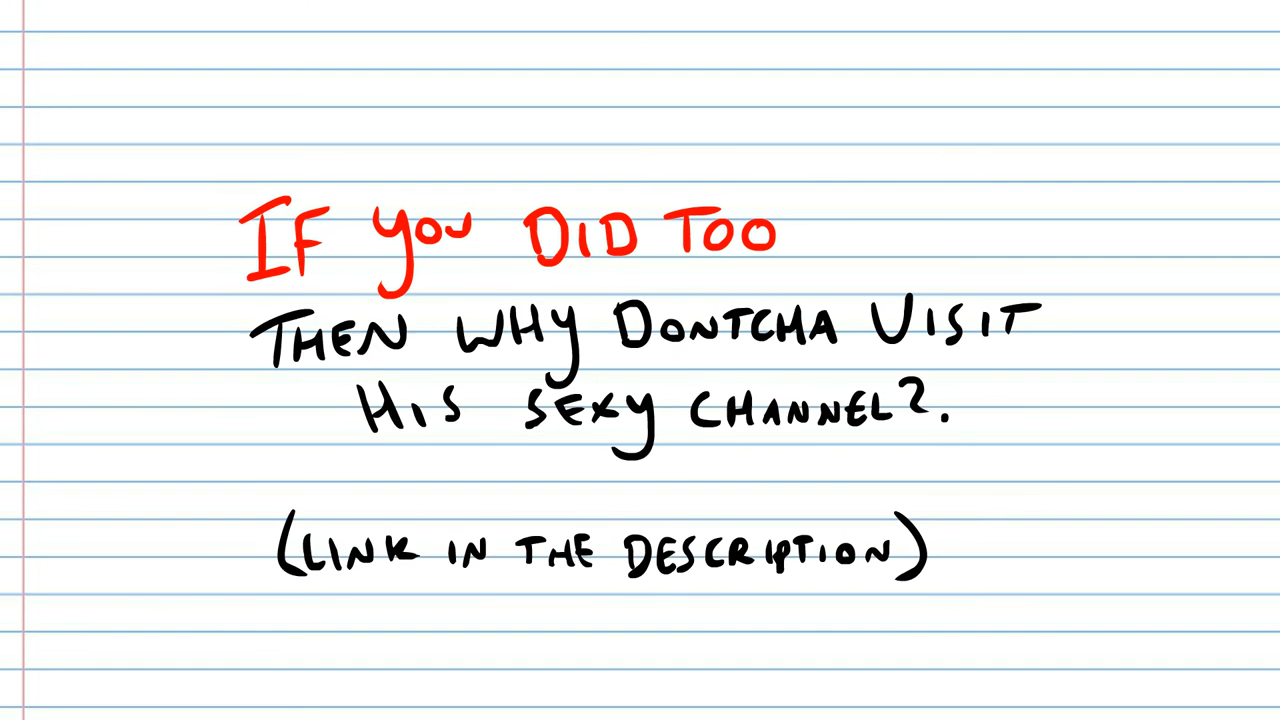 IF YOU DID TOO
THEN WHY DONTCHA VISIT
HIS SEXY CHANNEL?.
(LINK IN THE DESCRIPTION)